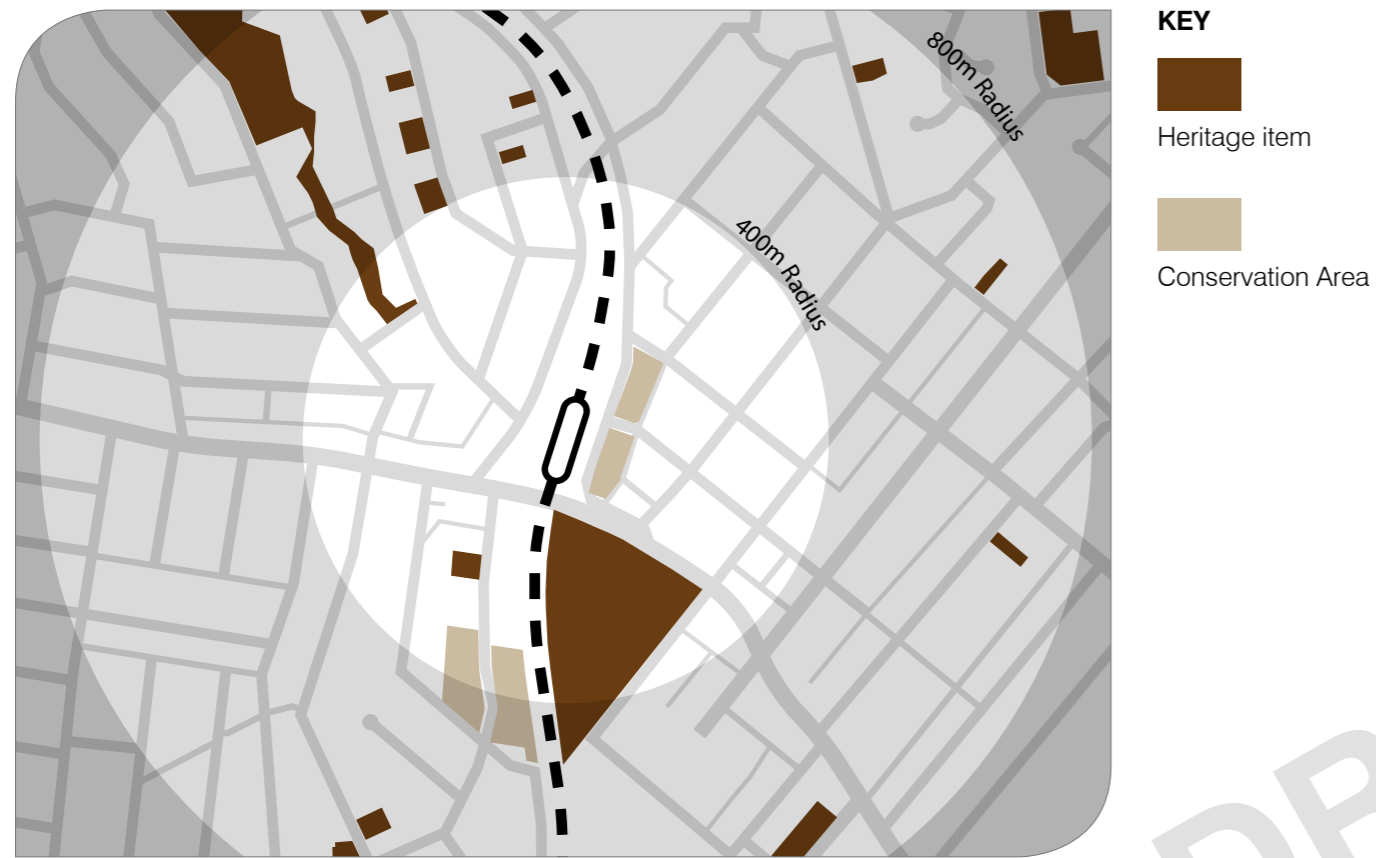 KEY
Heritage item
Conservation Area
800m Radius
400m Radius